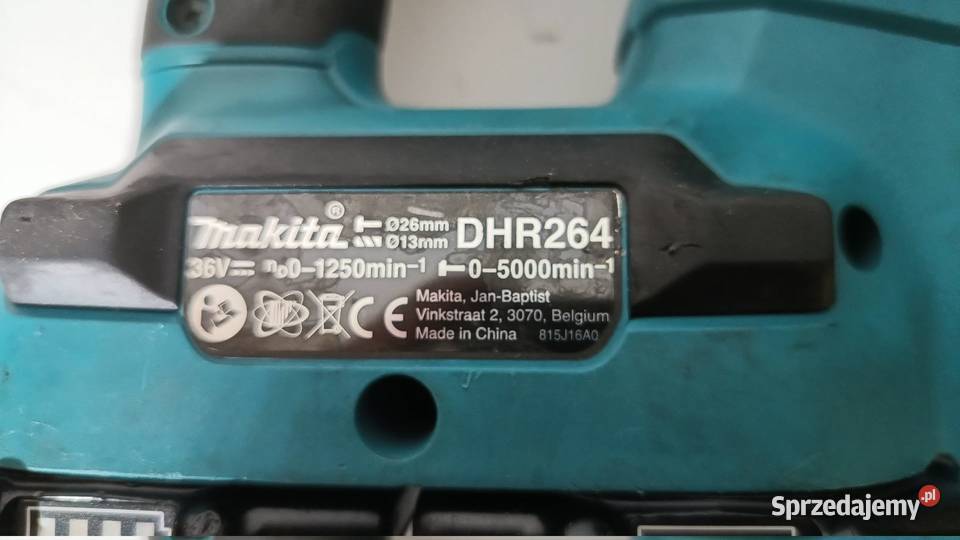 makita® Ø26mm DHR264
Ø13mm
36V n₀0-1250min⁻¹ 0-5000min⁻¹
CE Makita, Jan-Baptist
Vinkstraat 2, 3070, Belgium
Made in China 815J16A0
Sprzedajemy.pl